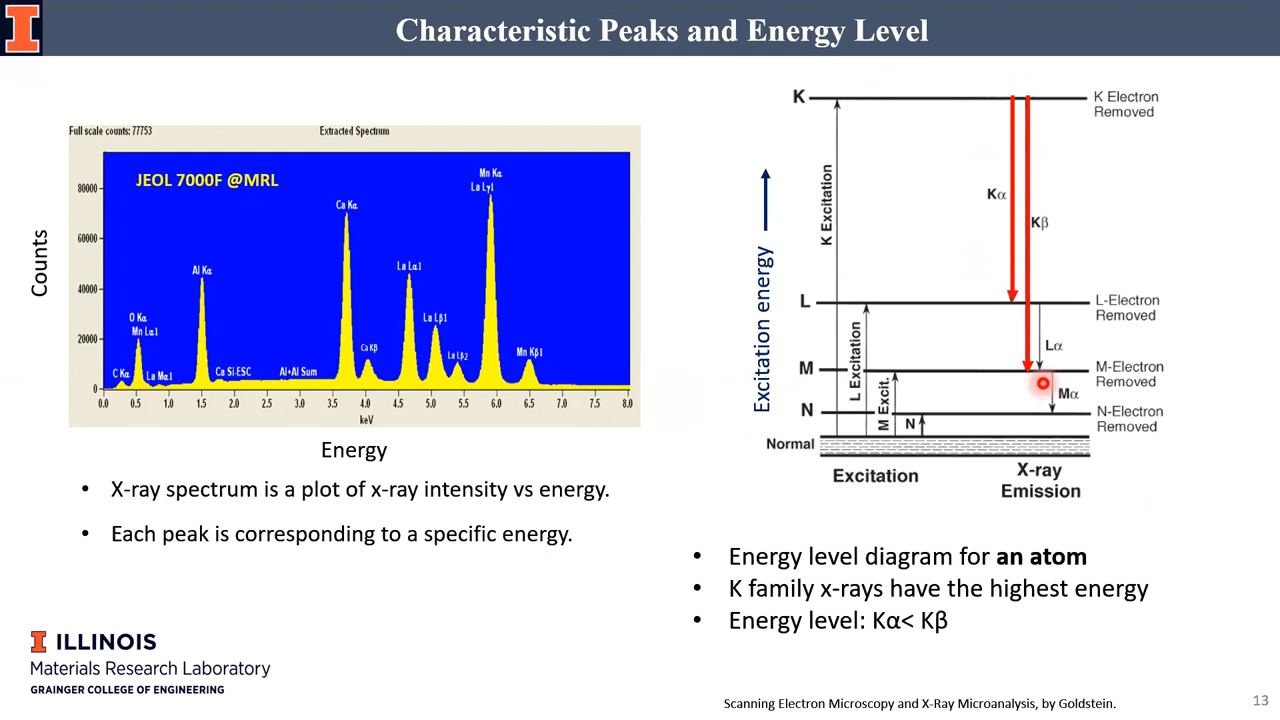 Characteristic Peaks and Energy Level
Full scale counts: 77753
Extracted Spectrum
JEOL 7000F @MRL
Counts
80000
60000
40000
20000
0
C Kα
O Kα
Mn Lα1
La Mα1
Al Kα
Ca Si-ESC
Al+Al Sum
Ca Kα
Ca Kβ
La Lα1
La Lβ1
La Lβ2
Mn Kα
La Lγ1
Mn Kβ1
0.0 0.5 1.0 1.5 2.0 2.5 3.0 3.5 4.0 4.5 5.0 5.5 6.0 6.5 7.0 7.5 8.0
keV
Energy
• X-ray spectrum is a plot of x-ray intensity vs energy.
• Each peak is corresponding to a specific energy.
Excitation energy
K
K Electron
Removed
K Excitation
Kα
Kβ
L
L-Electron
Removed
L Excitation
Lα
M
M-Electron
Removed
M Excit.
Mα
N
N
N-Electron
Removed
Normal
Excitation
X-ray
Emission
• Energy level diagram for an atom
• K family x-rays have the highest energy
• Energy level: Kα< Kβ
I ILLINOIS
Materials Research Laboratory
GRAINGER COLLEGE OF ENGINEERING
Scanning Electron Microscopy and X-Ray Microanalysis, by Goldstein.
13